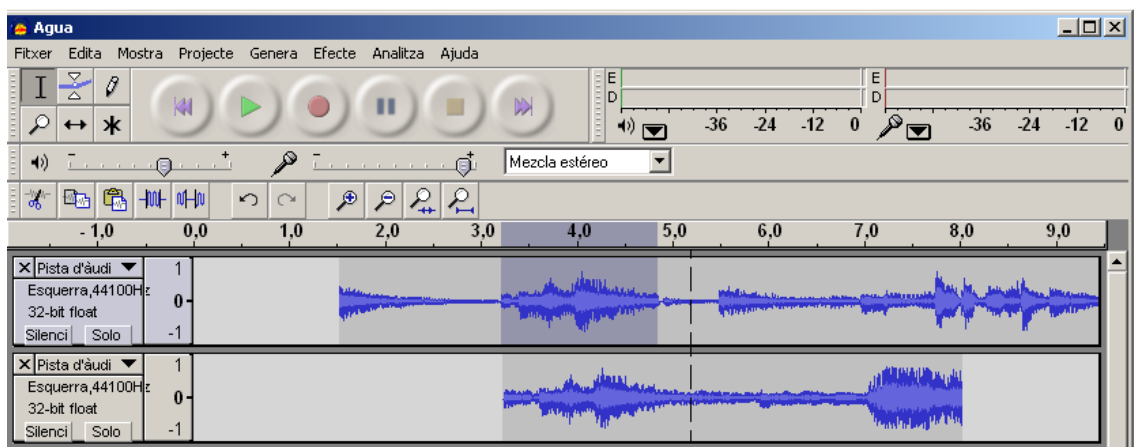 Agua
Fitxer Edita Mostra Projecte Genera Efecte Analitza Ajuda
E E
D D
-36 -24 -12 0 -36 -24 -12 0
- + - + Mezcla estéreo
- 1,0 0,0 1,0 2,0 3,0 4,0 5,0 6,0 7,0 8,0 9,0
Pista d'àudi 1
Esquerra,44100Hz 0-
32-bit float
Silenci Solo -1
Pista d'àudi 1
Esquerra,44100Hz 0-
32-bit float
Silenci Solo -1